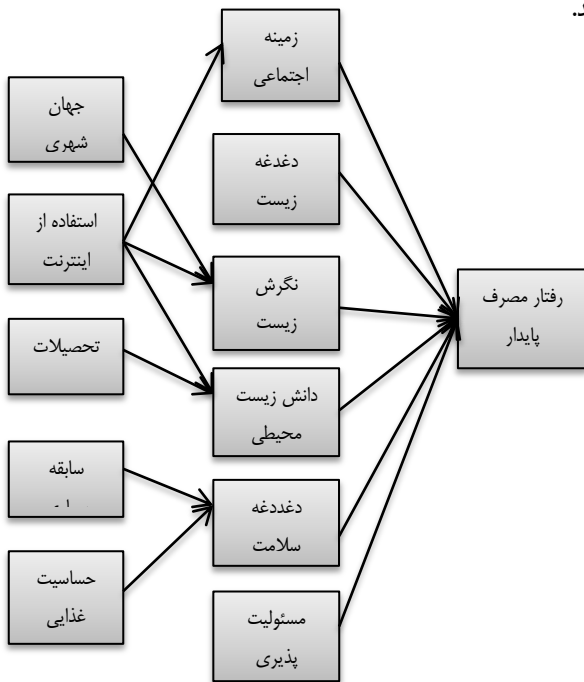 د.
زمینه
اجتماعی
جهان
شهری
دغدغه
زیست
استفاده از
اینترنت
نگرش
زیست
رفتار مصرف
پایدار
تحصیلات
دانش زیست
محیطی
سابقه
دغددغه
سلامت
حساسیت
غذایی
مسئولیت
پذیری